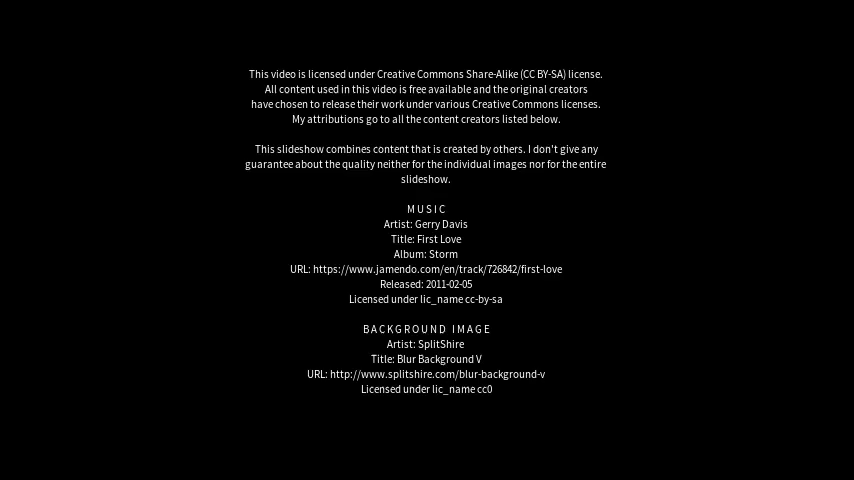 This video is licensed under Creative Commons Share-Alike (CC BY-SA) license.
All content used in this video is free available and the original creators
have chosen to release their work under various Creative Commons licenses.
My attributions go to all the content creators listed below.
This slideshow combines content that is created by others. I don't give any
guarantee about the quality neither for the individual images nor for the entire
slideshow.
MUSIC
Artist: Gerry Davis
Title: First Love
Album: Storm
URL: https://www.jamendo.com/en/track/726842/first-love
Released: 2011-02-05
Licensed under lic_name cc-by-sa
BACKGROUND IMAGE
Artist: SplitShire
Title: Blur Background V
URL: http://www.splitshire.com/blur-background-v
Licensed under lic_name cc0